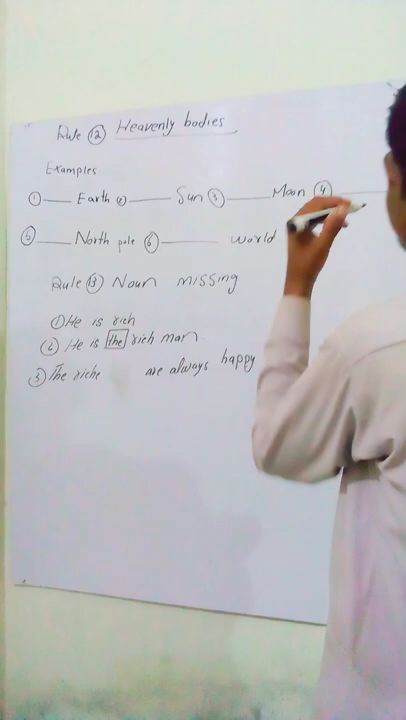 Rule (12) Heavenly bodies
Examples
(1) ___ Earth (2) ___ Sun (3) ___ Moon (4) ___
(5) ___ North pole (6) ___ world
Rule (13) Noun missing
(1) He is rich
(2) He is the rich man
(3) The riche are always happy